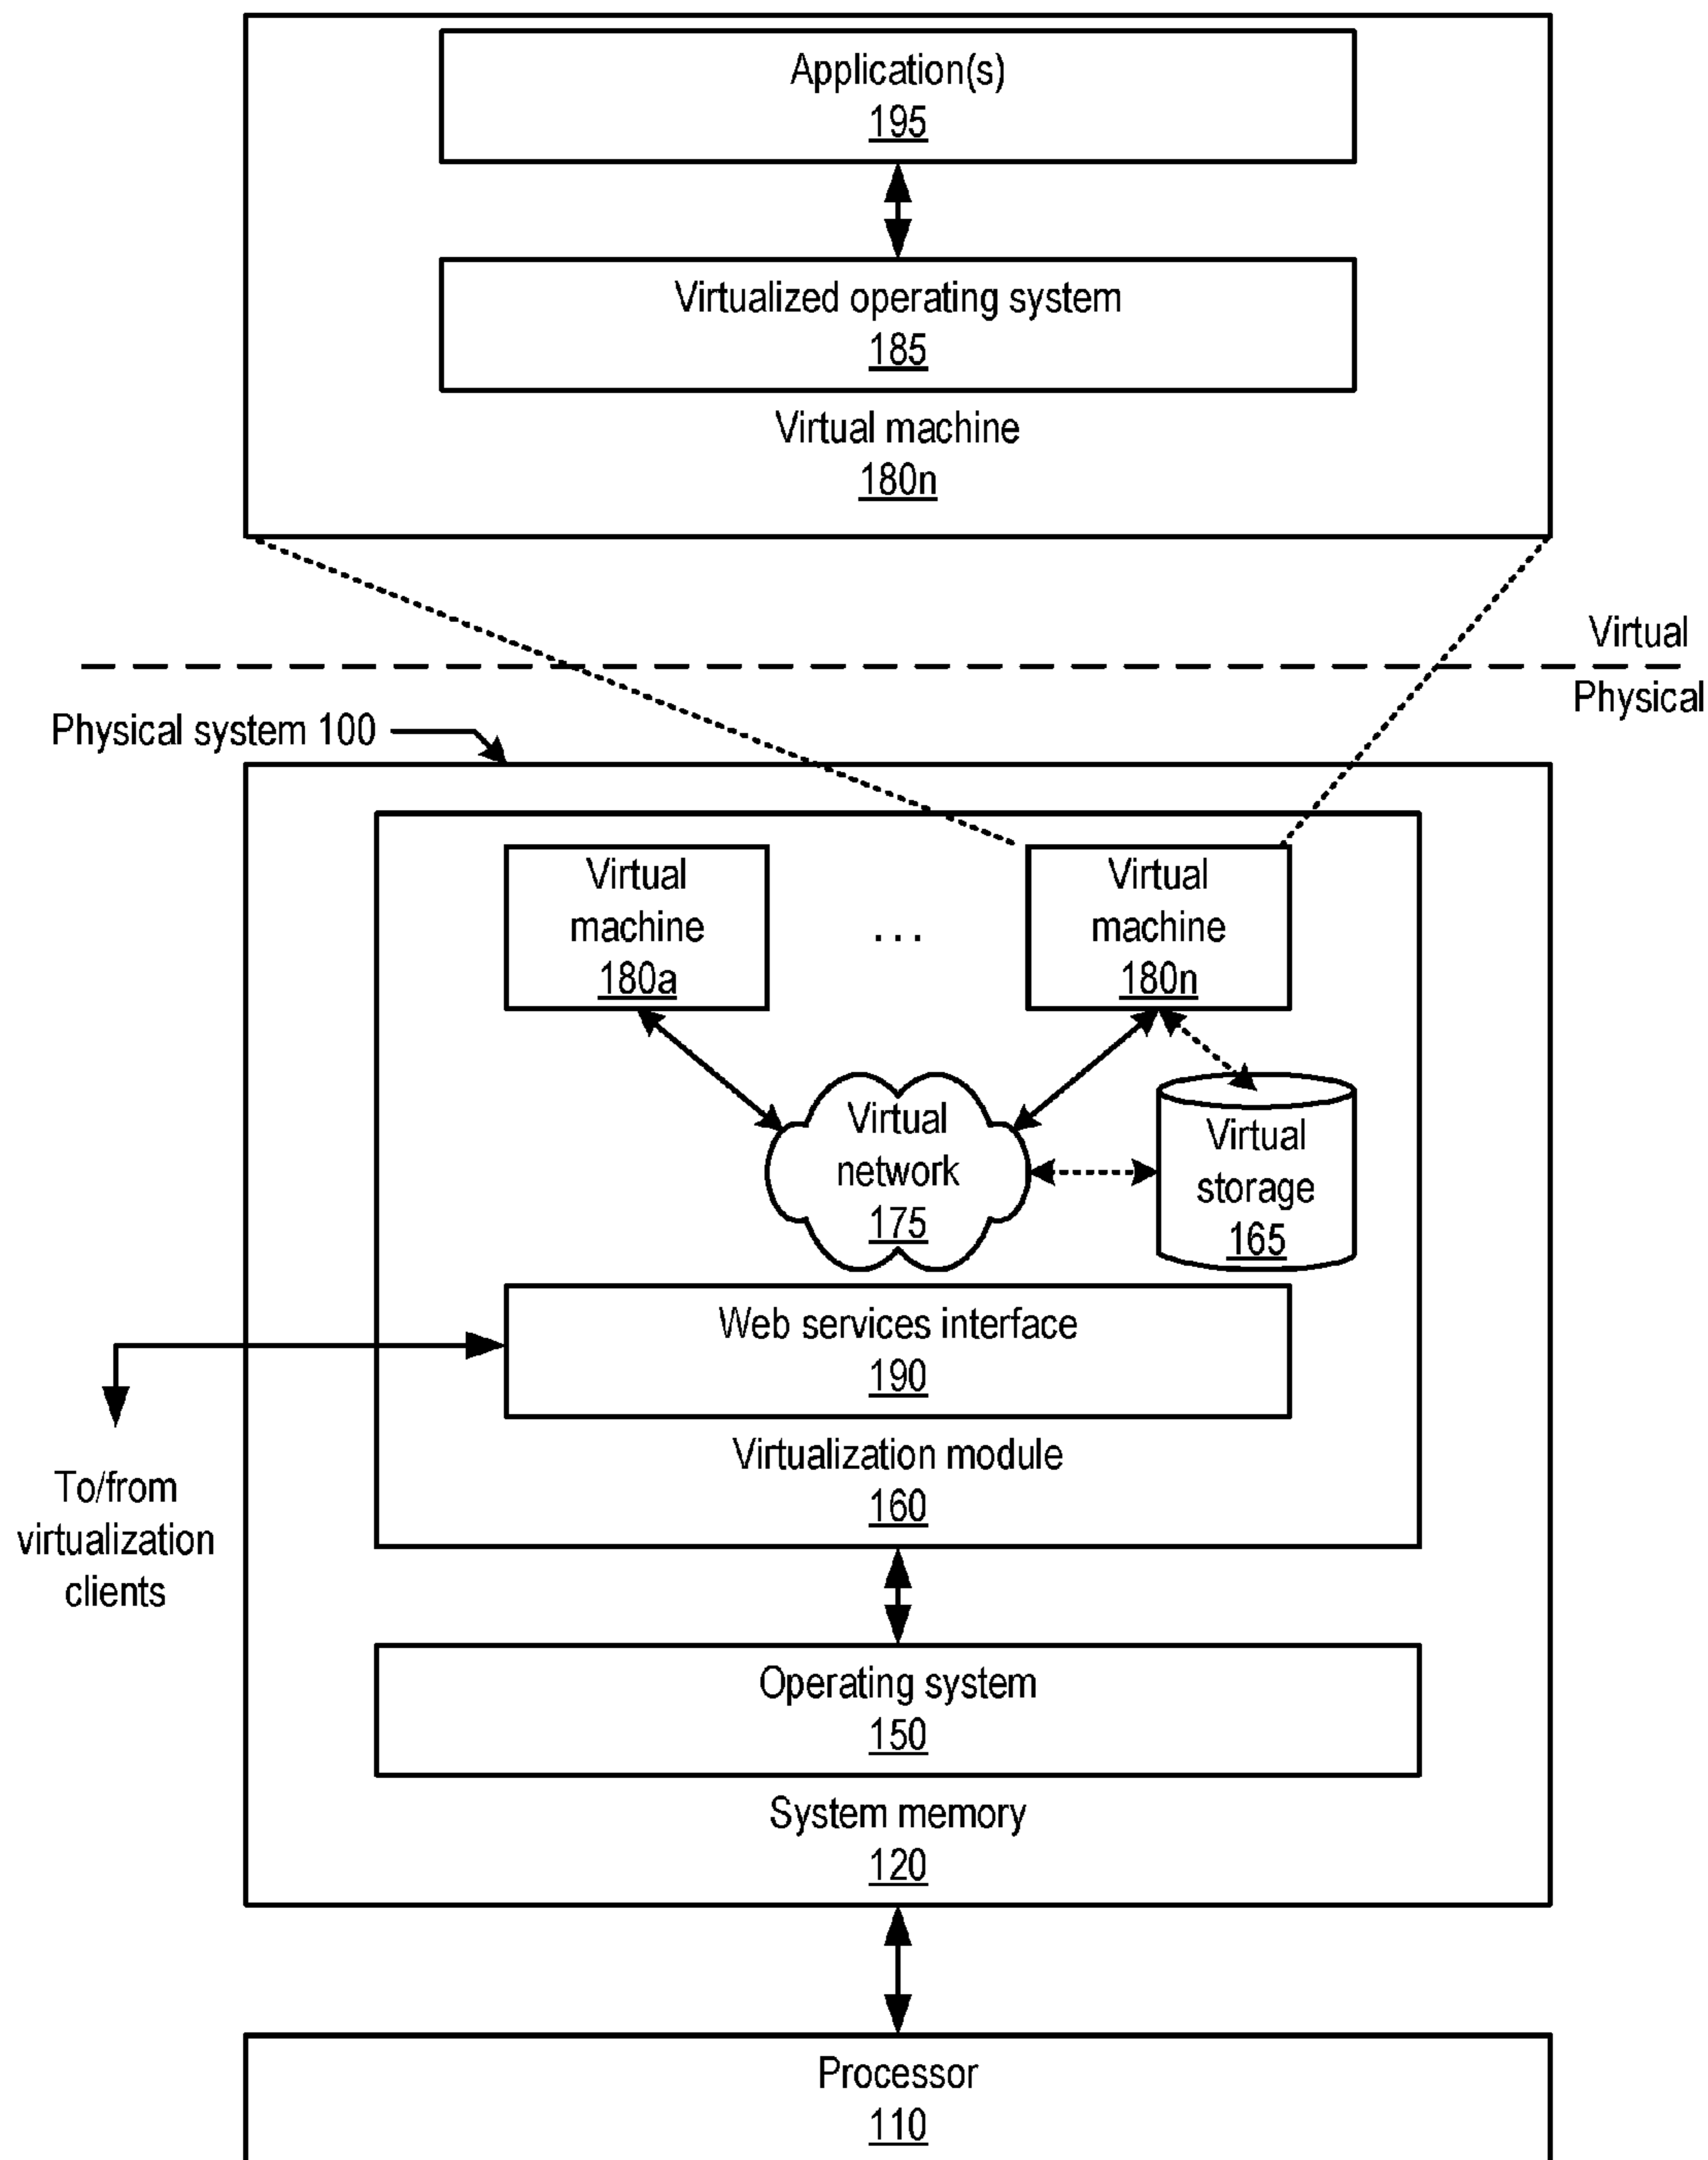 Application(s)
195
Virtualized operating system
185
Virtual machine
180n
Virtual
Physical
Physical system 100
Virtual
machine
180a
...
Virtual
machine
180n
Virtual
network
175
Virtual
storage
165
Web services interface
190
Virtualization module
160
To/from
virtualization
clients
Operating system
150
System memory
120
Processor
110